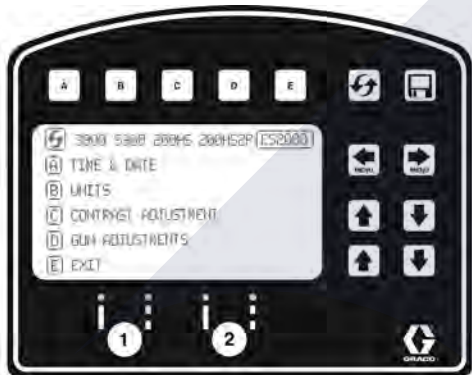 A B C D E
3900 5900 200HS 200HS2P ES2000
A TIME & DATE
B UNITS
C CONTRAST ADJUSTMENT
D GUN ADJUSTMENTS
E EXIT
1 2
G
GRACO